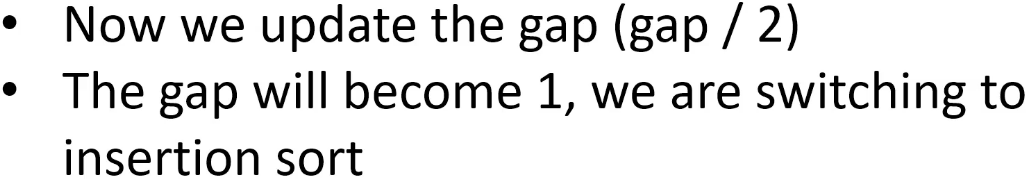 • Now we update the gap (gap / 2)
• The gap will become 1, we are switching to
insertion sort